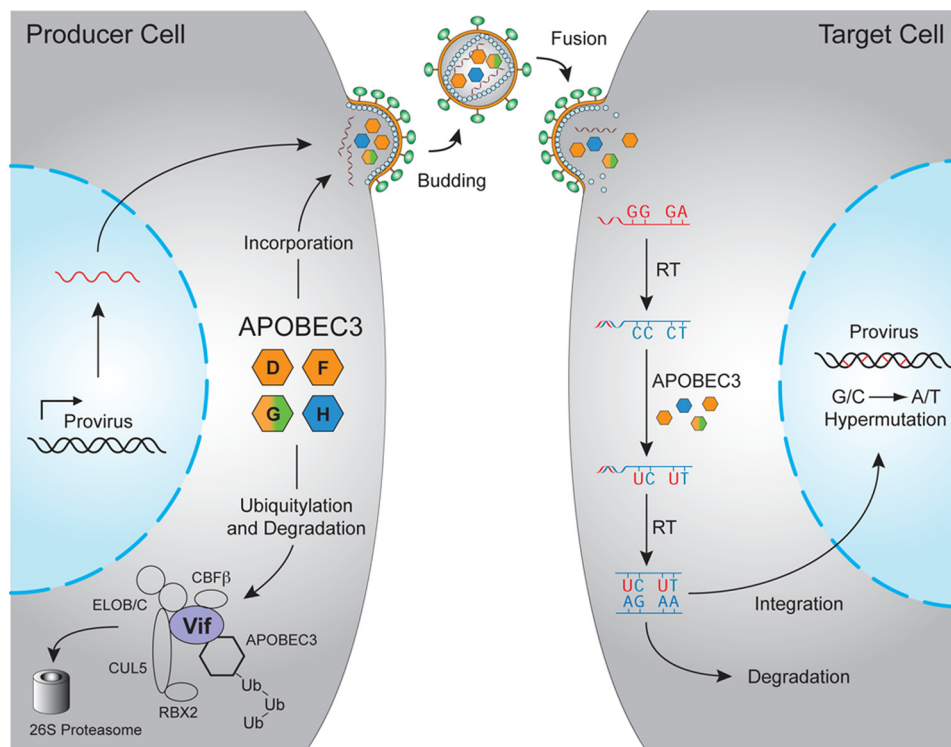 Producer Cell
Target Cell
Fusion
Budding
Incorporation
APOBEC3
D
F
G
H
Provirus
Ubiquitylation
and Degradation
CBFβ
ELOB/C
Vif
APOBEC3
CUL5
Ub
Ub
Ub
RBX2
26S Proteasome
GG GA
RT
CC CT
APOBEC3
UC UT
RT
UC UT
AG AA
Integration
Degradation
Provirus
G/C A/T
Hypermutation